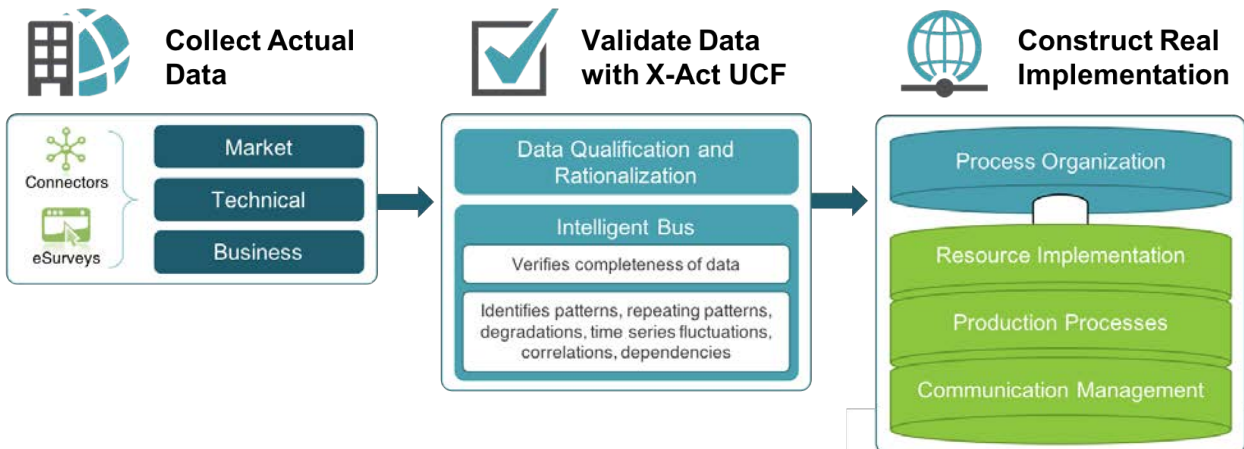 Collect Actual
Data
Connectors
eSurveys
Market
Technical
Business
Validate Data
with X-Act UCF
Data Qualification and
Rationalization
Intelligent Bus
Verifies completeness of data
Identifies patterns, repeating patterns,
degradations, time series fluctuations,
correlations, dependencies
Construct Real
Implementation
Process Organization
Resource Implementation
Production Processes
Communication Management